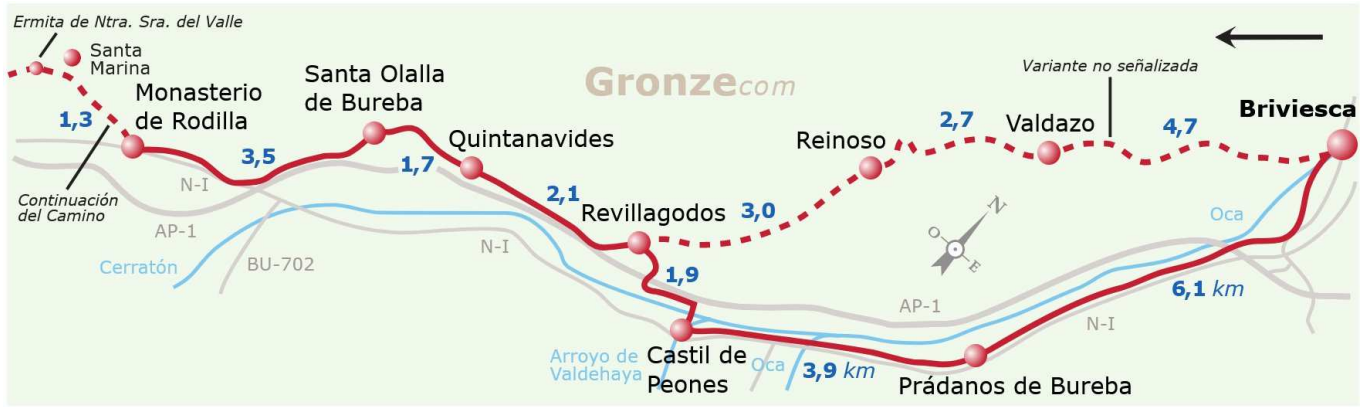 Ermita de Ntra. Sra. del Valle
Santa
Marina
Monasterio
de Rodilla
Santa Olalla
de Bureba
Gronzecom
Variante no señalizada
Briviesca
1,3
3,5
1,7
Quintanavides
Reinoso
2,7
Valdazo
4,7
N-I
Continuación
del Camino
2,1
Revillagodos
3,0
N
O
E
Oca
AP-1
Cerratón
BU-702
N-I
1,9
AP-1
6,1 km
N-I
Arroyo de
Valdehaya
Castil de
Peones
Oca
3,9 km
Prádanos de Bureba